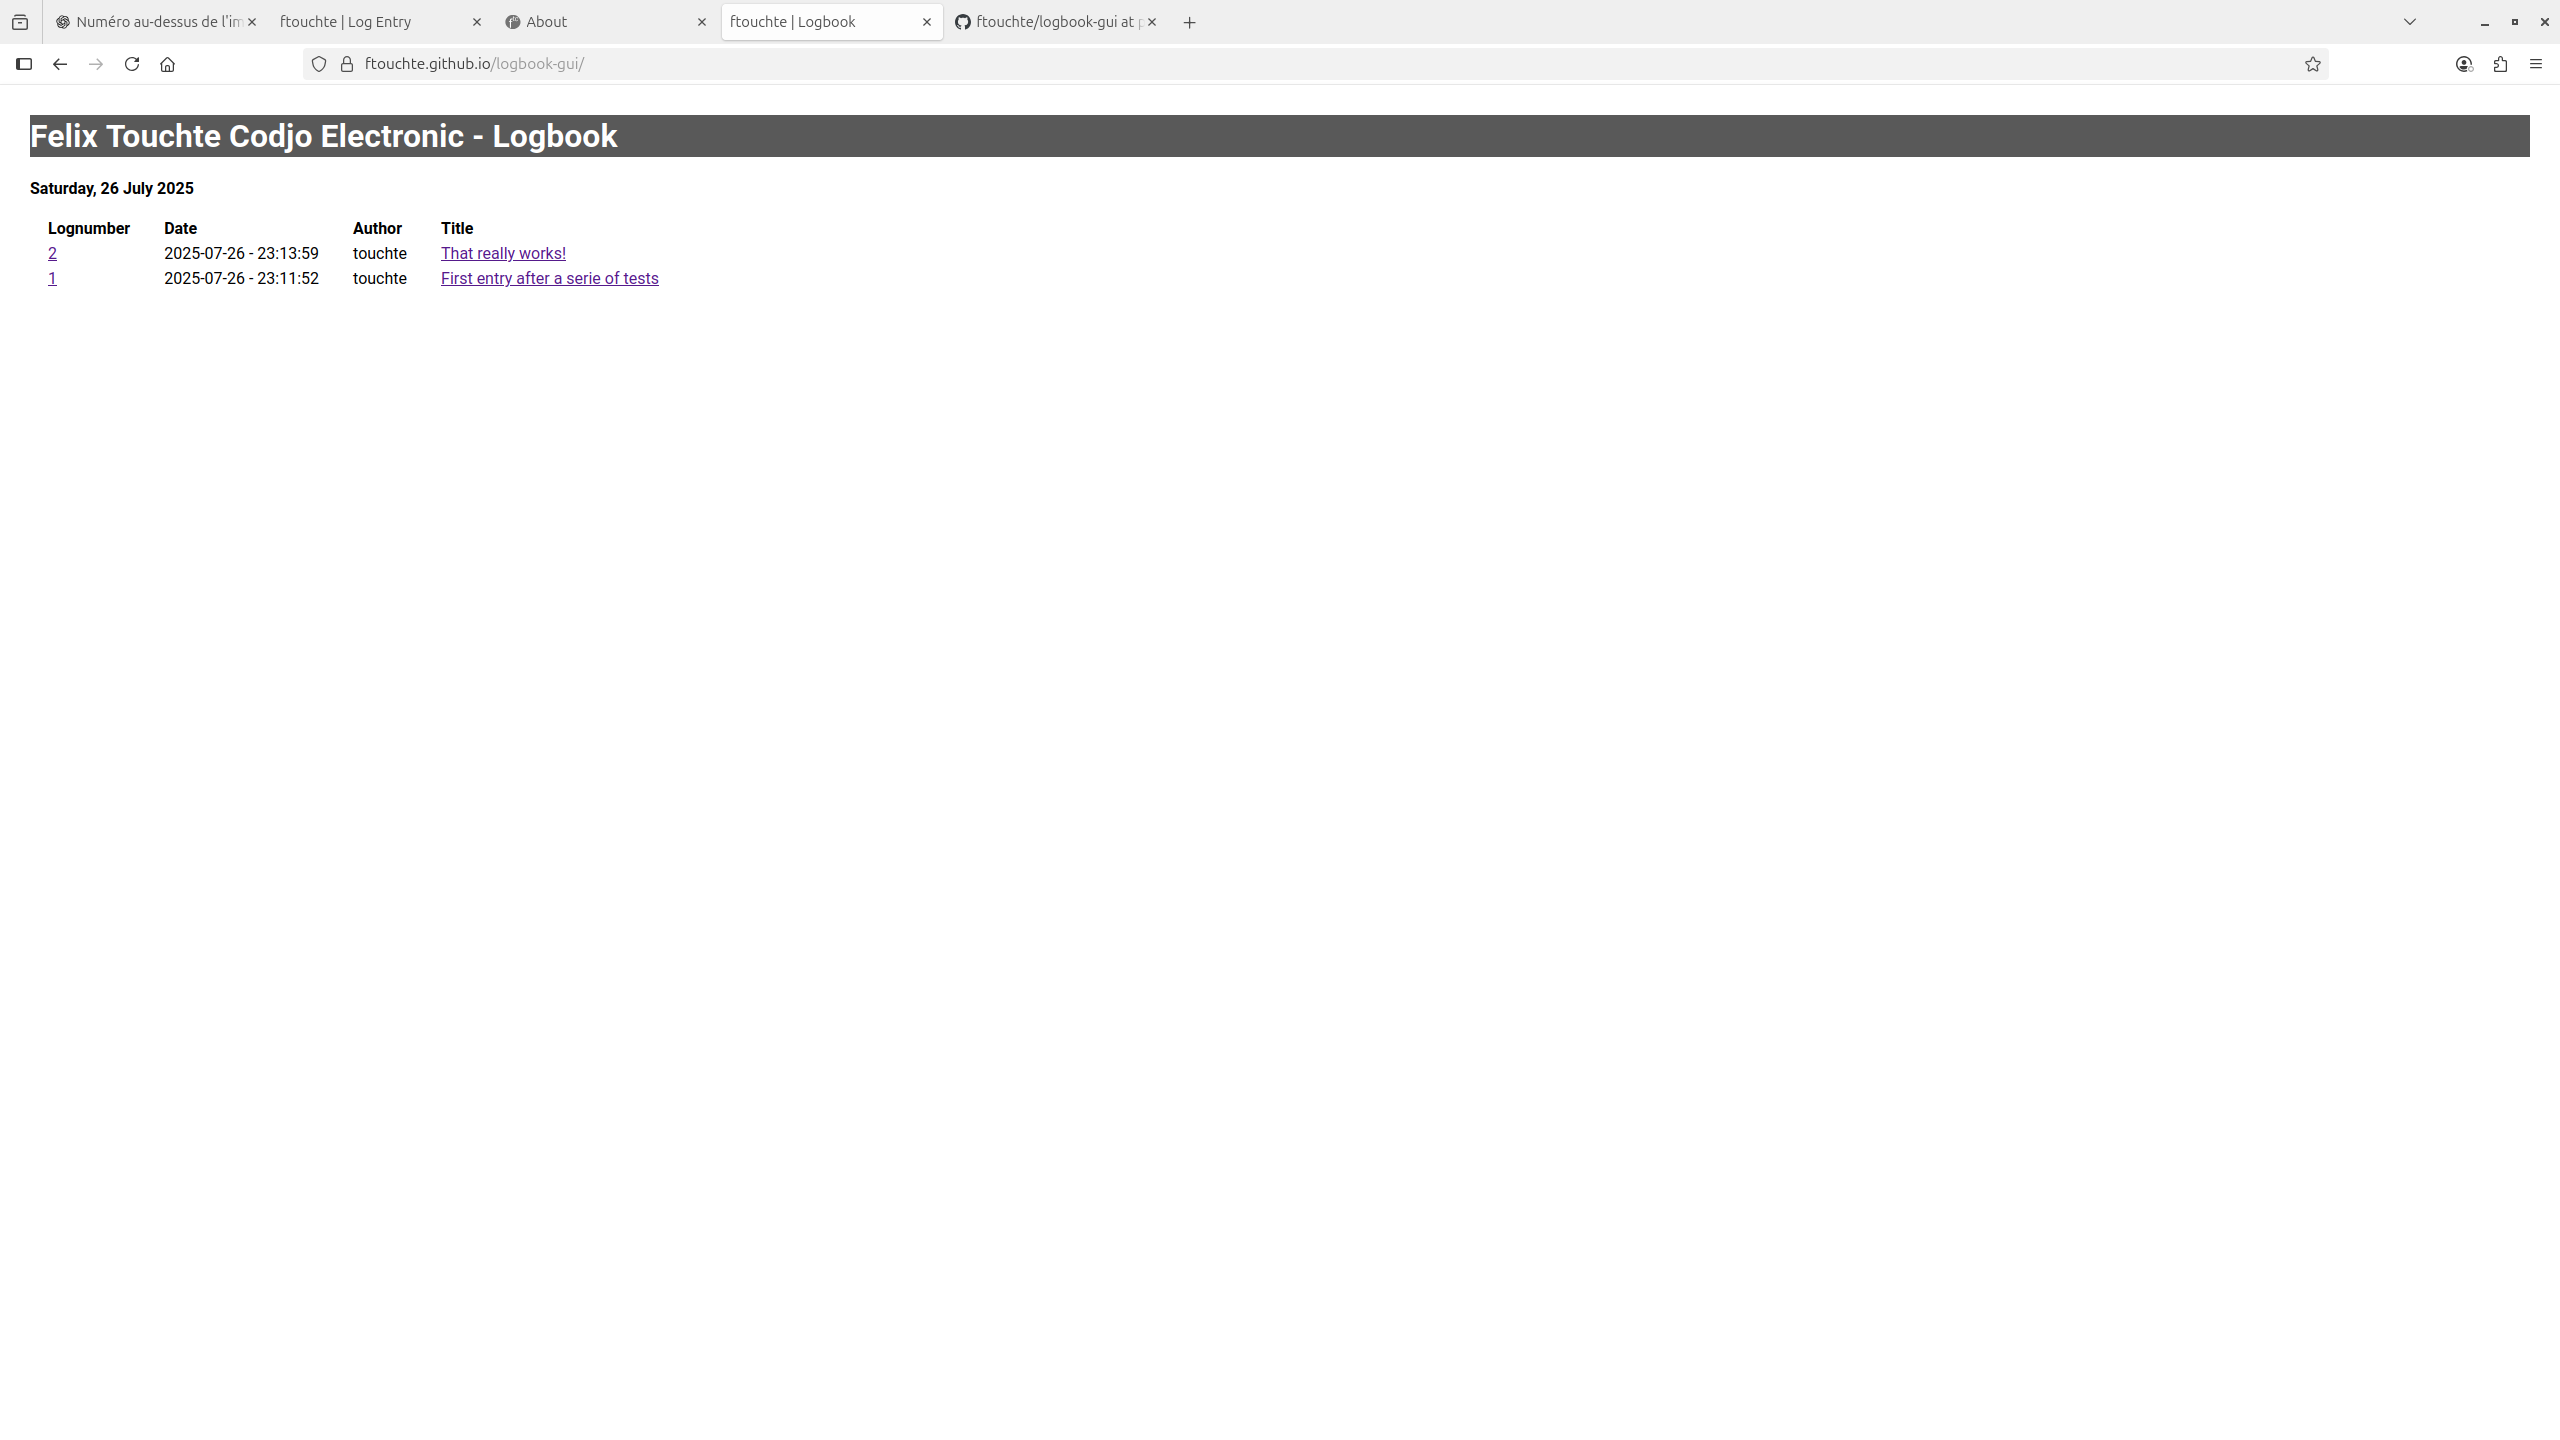 Numéro au-dessus de l'im
ftouchte | Log Entry
About
ftouchte | Logbook
ftouchte/logbook-gui at p
ftouchte.github.io/logbook-gui/
Felix Touchte Codjo Electronic - Logbook
Saturday, 26 July 2025
Lognumber Date Author Title
2 2025-07-26 - 23:13:59 touchte That really works!
1 2025-07-26 - 23:11:52 touchte First entry after a serie of tests